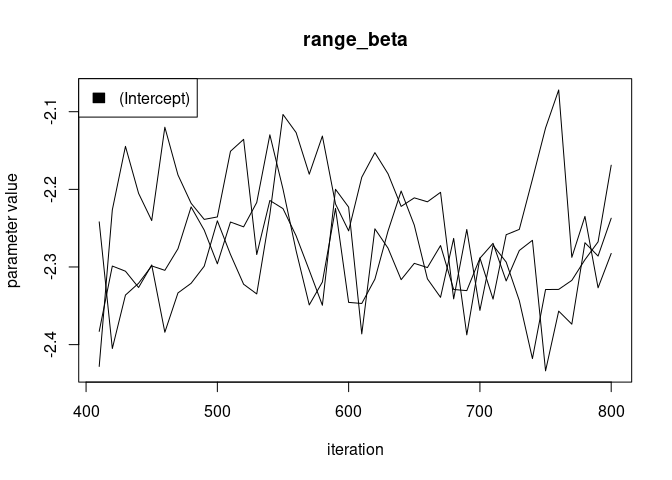 range_beta
(Intercept)
parameter value
-2.1
-2.2
-2.3
-2.4
400 500 600 700 800
iteration